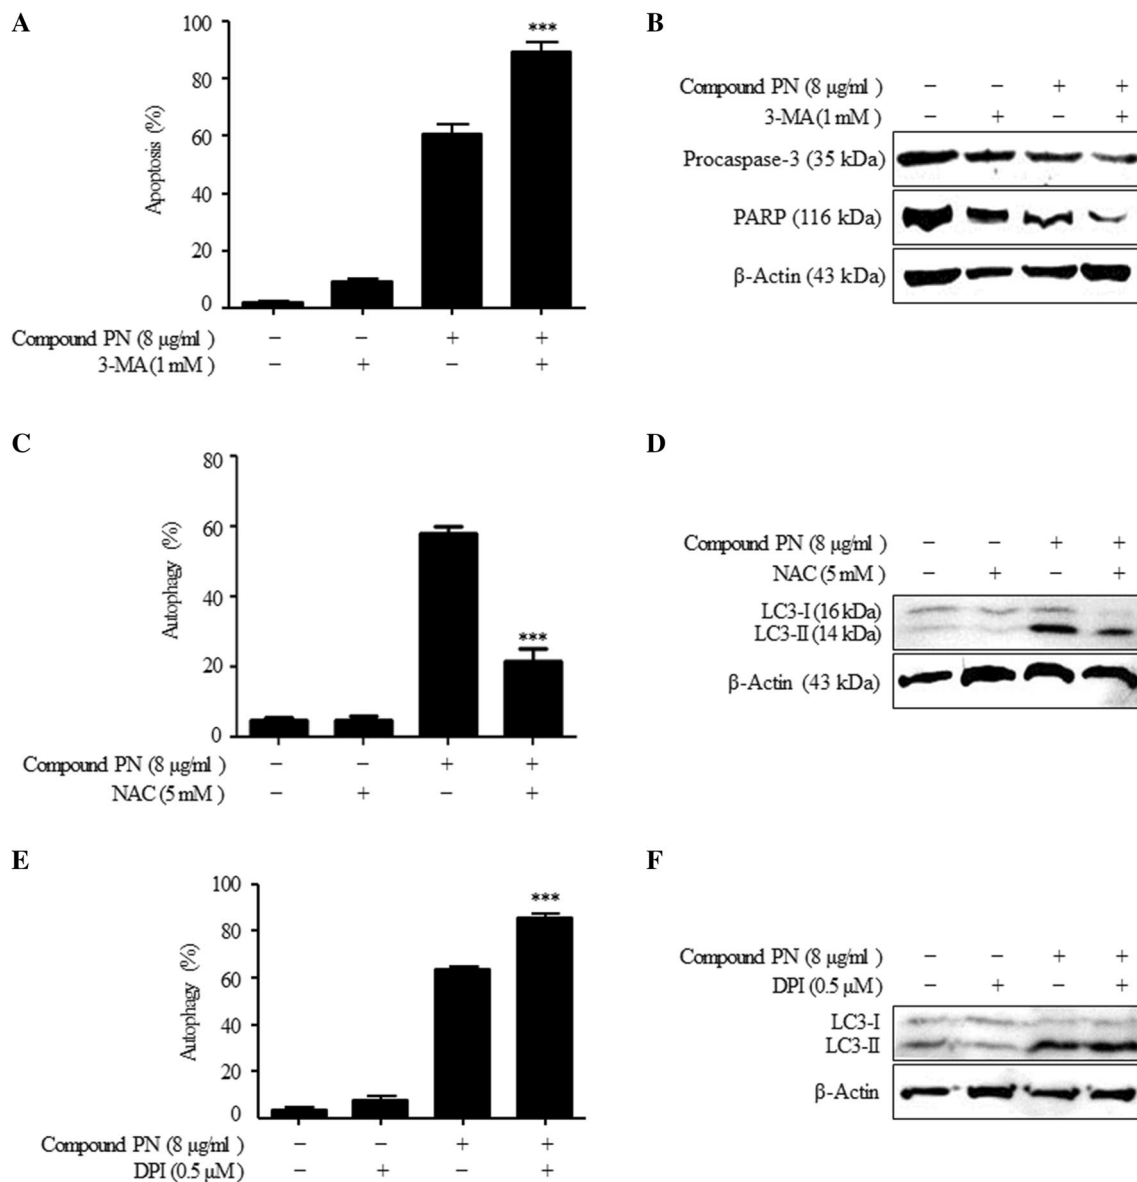 A
100
80
60
40
20
0
Apoptosis (%)
***
Compound PN (8 µg/ml ) – – + +
3-MA (1 mM ) – + – +
B
Compound PN (8 µg/ml ) – – + +
3-MA (1 mM ) – + – +
Procaspase-3 (35 kDa)
PARP (116 kDa)
β-Actin (43 kDa)
C
80
60
40
20
0
Autophagy (%)
***
Compound PN (8 µg/ml ) – – + +
NAC (5 mM ) – + – +
D
Compound PN (8 µg/ml ) – – + +
NAC (5 mM ) – + – +
LC3-I (16 kDa)
LC3-II (14 kDa)
β-Actin (43 kDa)
E
100
80
60
40
20
0
Autophagy (%)
***
Compound PN (8 µg/ml ) – – + +
DPI (0.5 µM ) – + – +
F
Compound PN (8 µg/ml ) – – + +
DPI (0.5 µM ) – + – +
LC3-I
LC3-II
β-Actin